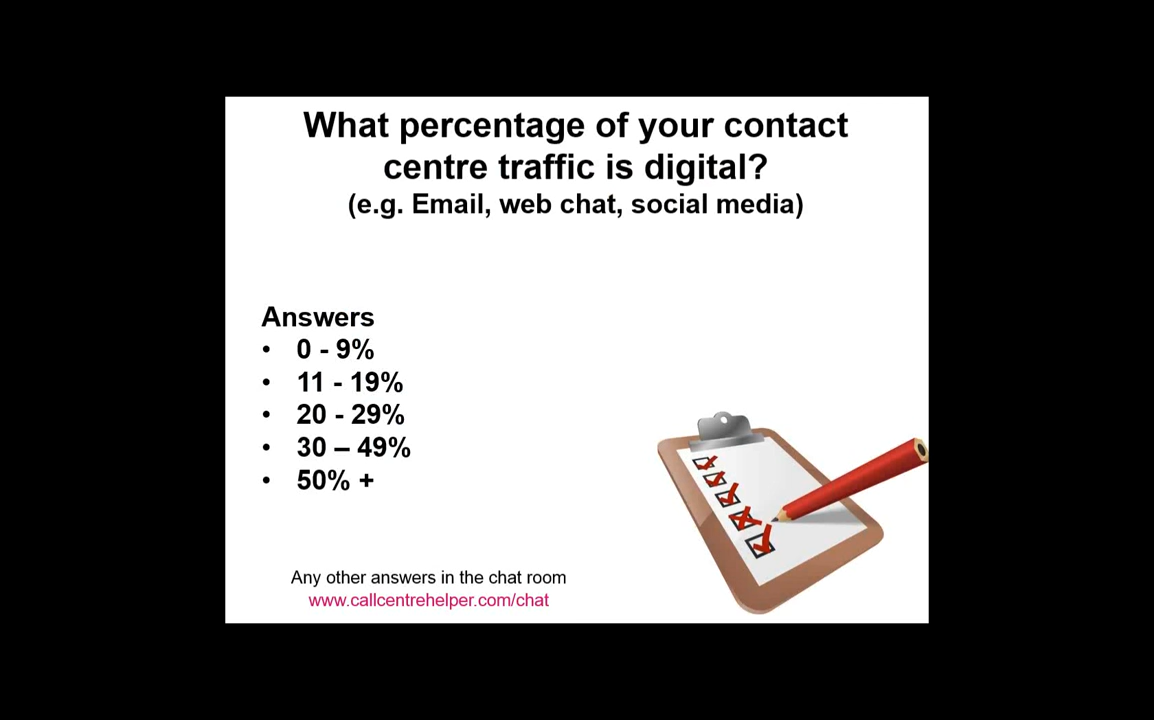 What percentage of your contact
centre traffic is digital?
(e.g. Email, web chat, social media)
Answers
• 0 - 9%
• 11 - 19%
• 20 - 29%
• 30 – 49%
• 50% +
Any other answers in the chat room
www.callcentrehelper.com/chat